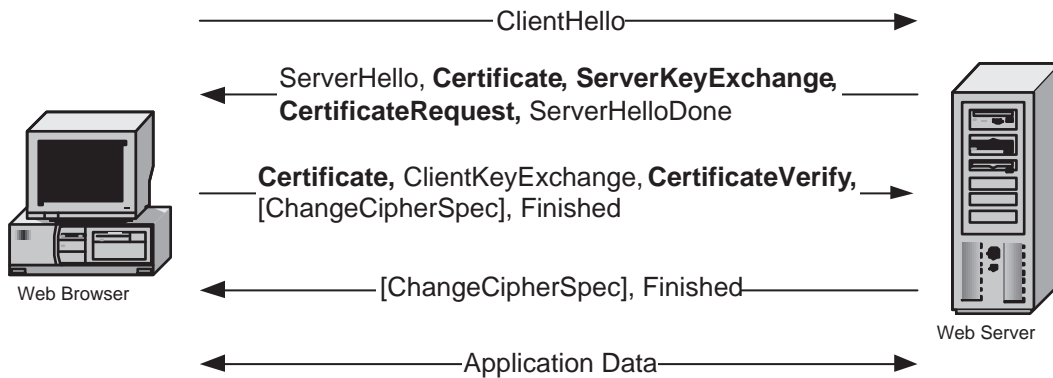 ClientHello
ServerHello, Certificate, ServerKeyExchange,
CertificateRequest, ServerHelloDone
Certificate, ClientKeyExchange, CertificateVerify,
[ChangeCipherSpec], Finished
Web Browser
[ChangeCipherSpec], Finished
Web Server
Application Data